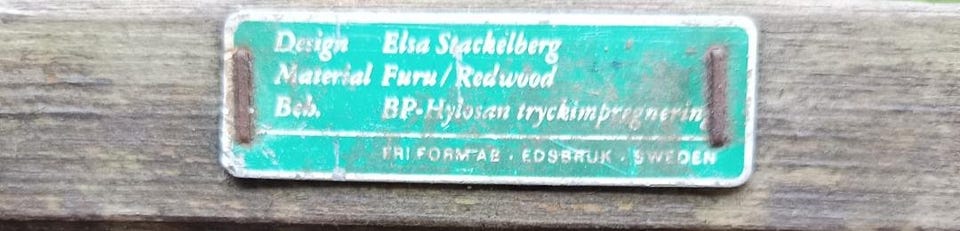 Design Elsa Stackelberg
Material Furu/Redwood
Beh. BP-Hylosan tryckimpregnering
FRI FORM AB · EDSBRUK · SWEDEN